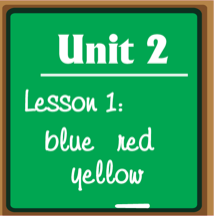 Unit 2
Lesson 1:
blue red
yellow